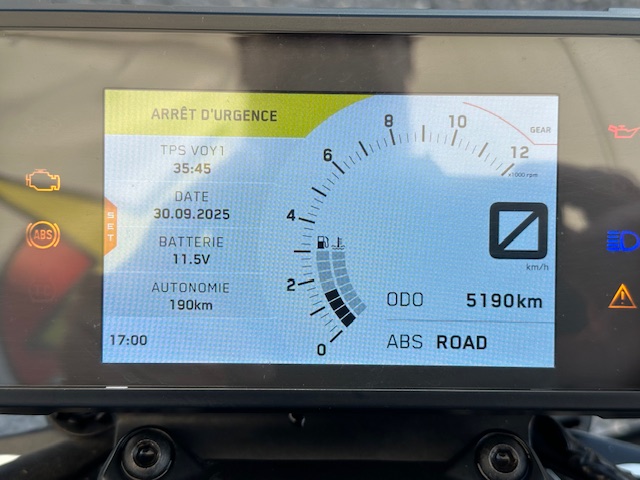 ARRÊT D'URGENCE
TPS VOY1
35:45
DATE
30.09.2025
BATTERIE
11.5V
AUTONOMIE
190km
17:00
SET
ABS
0
2
4
6
8
10
12
x1000 rpm
GEAR
km/h
ODO 5190km
ABS ROAD